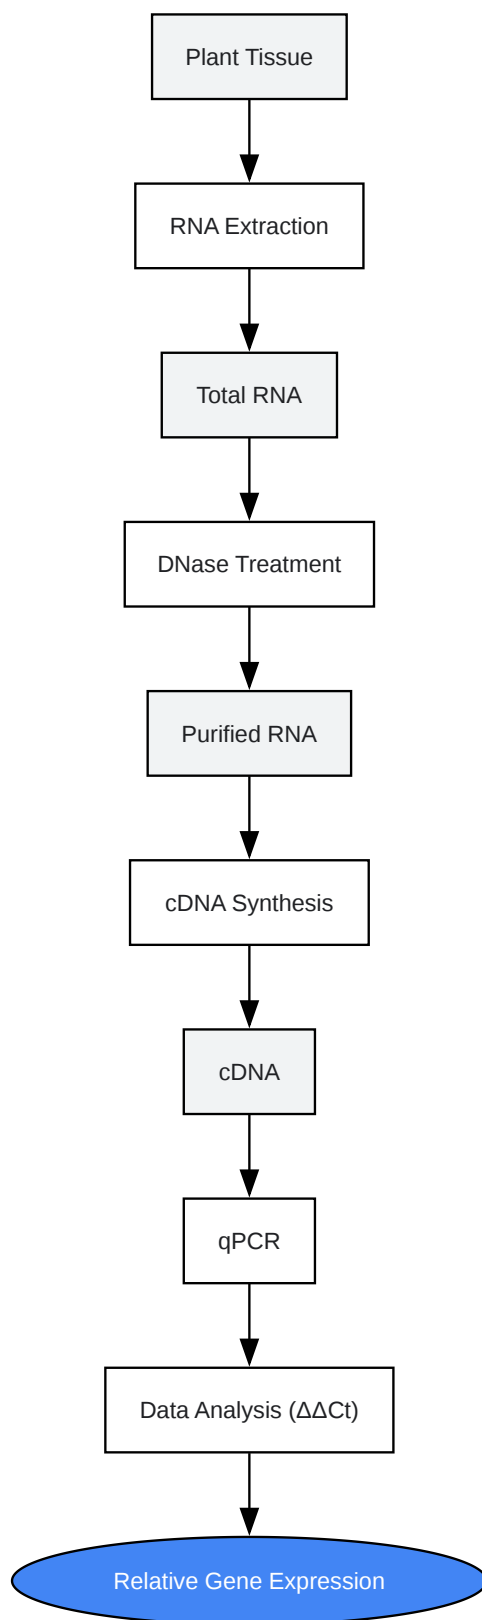 Plant Tissue
RNA Extraction
Total RNA
DNase Treatment
Purified RNA
cDNA Synthesis
cDNA
qPCR
Data Analysis (ΔΔCt)
Relative Gene Expression